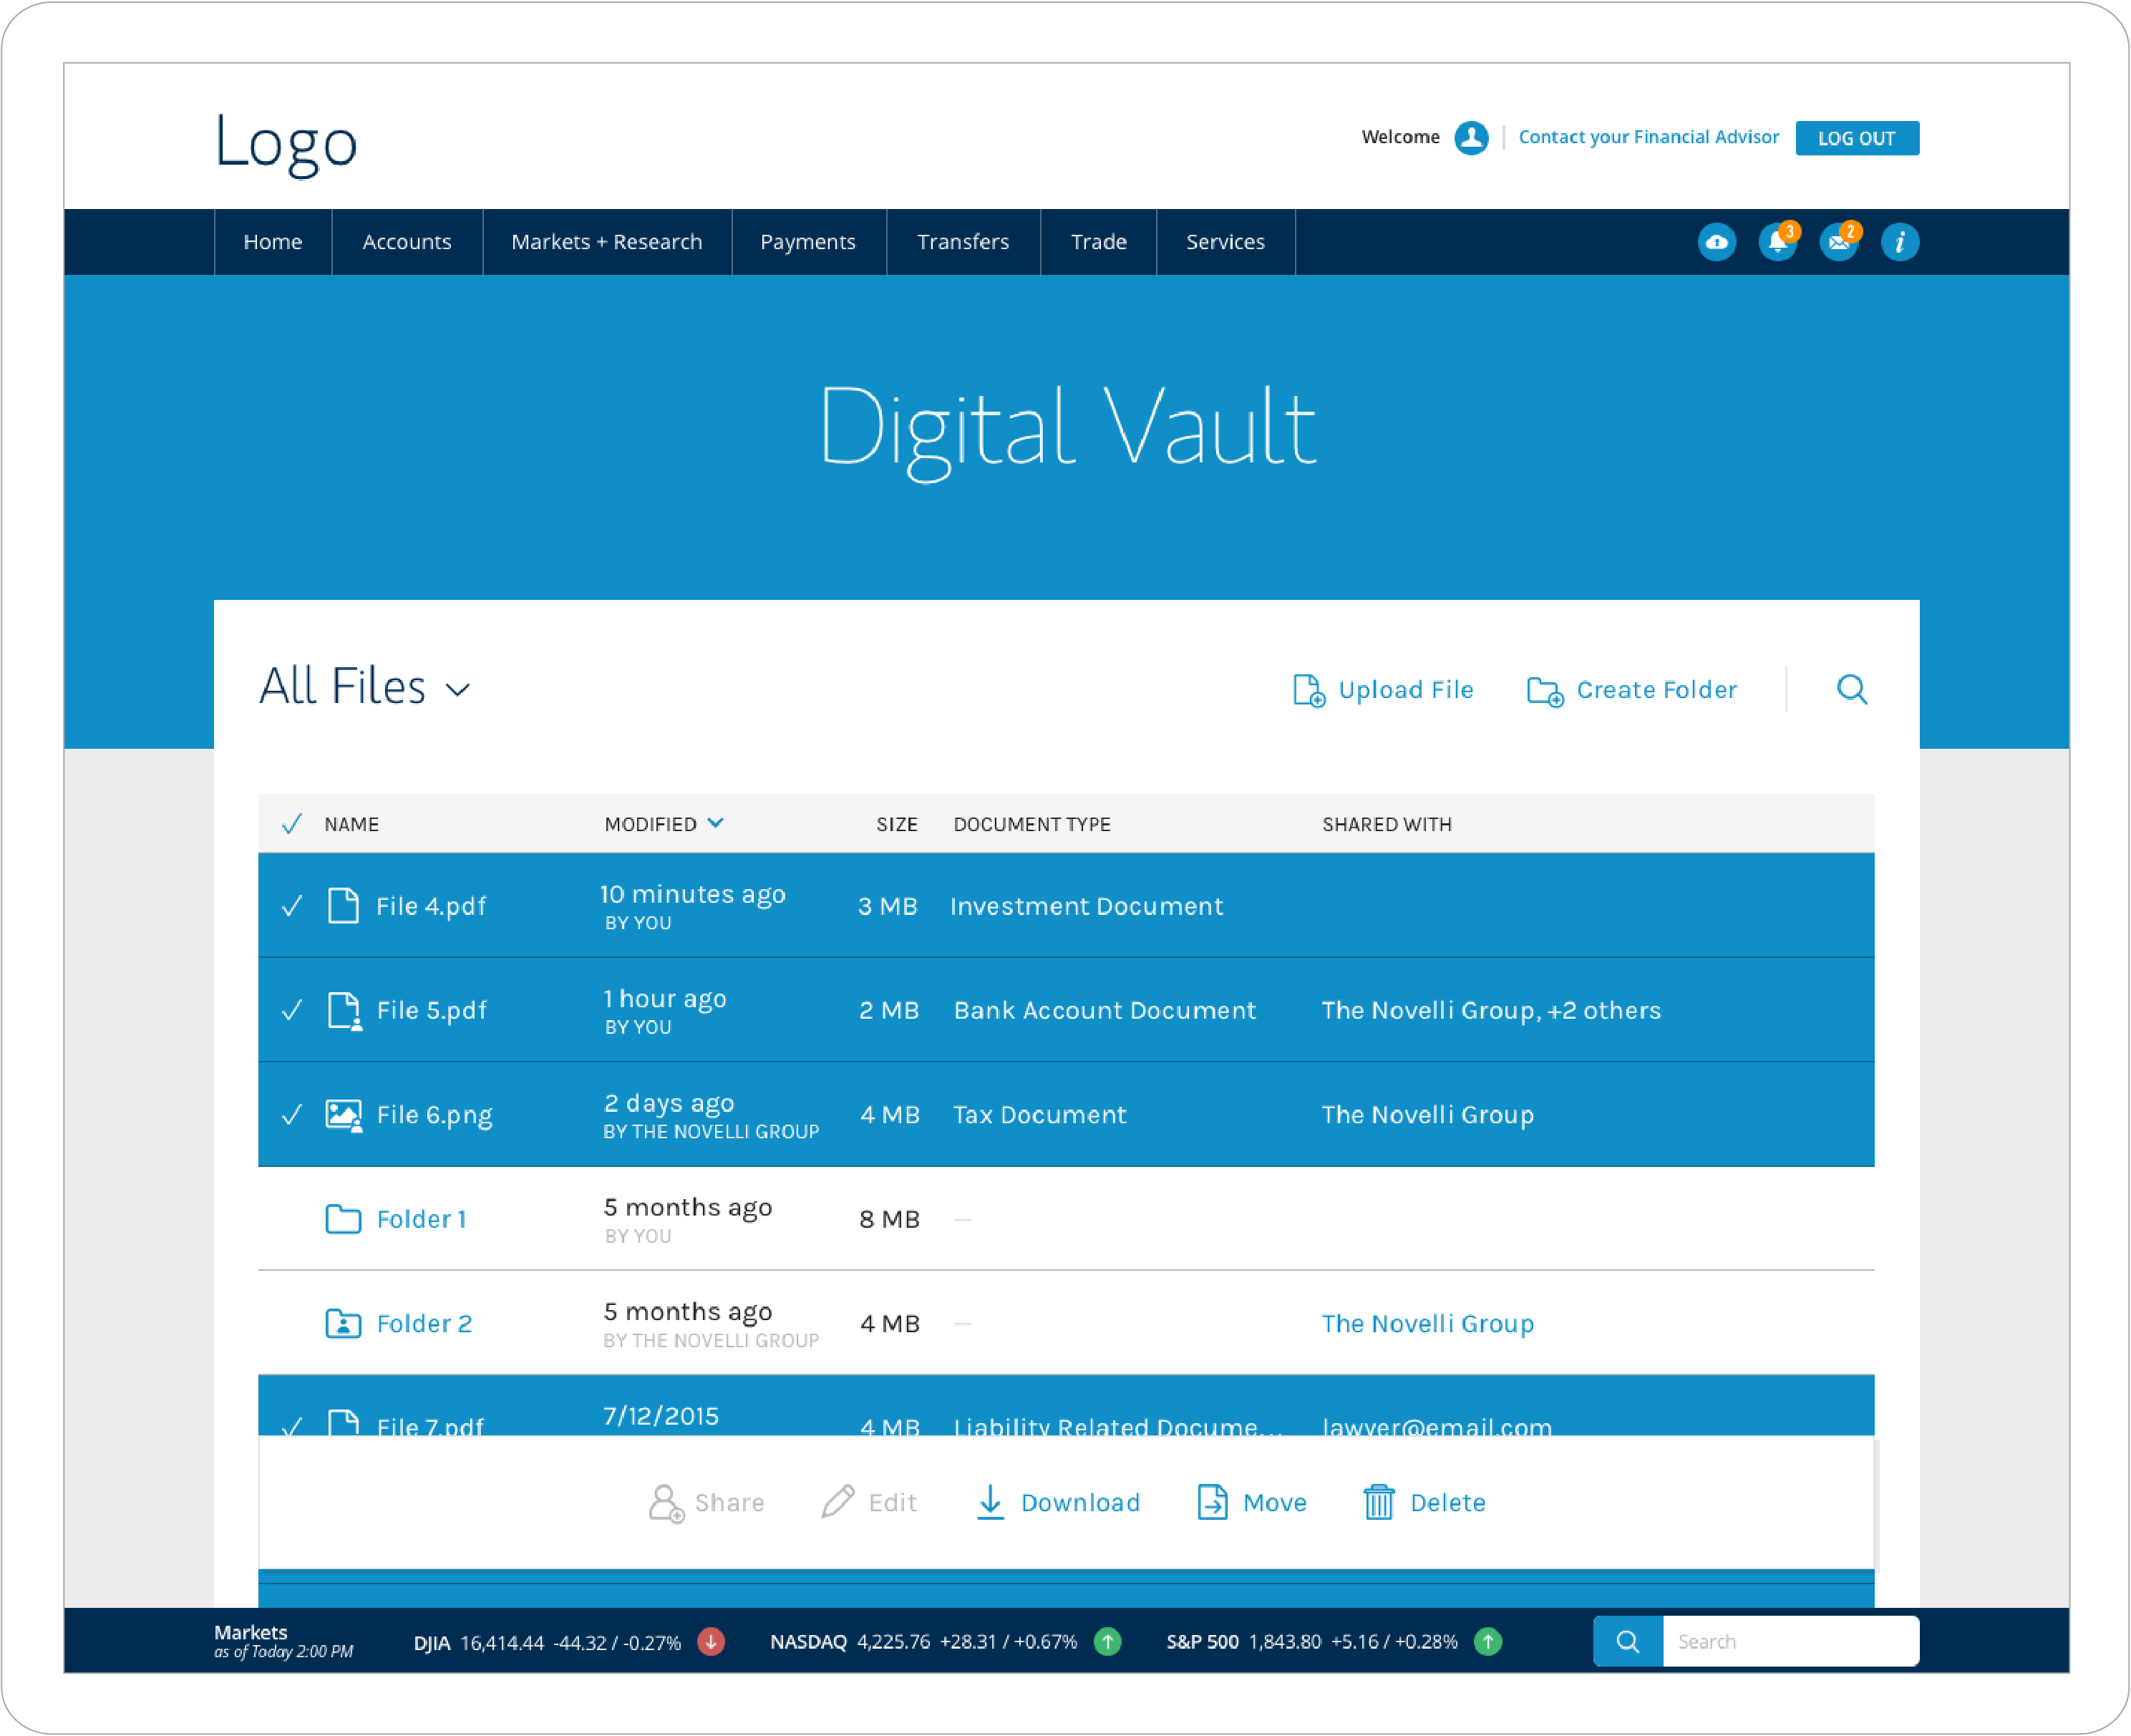 Logo
Welcome
Contact your Financial Advisor
LOG OUT
Home Accounts Markets + Research Payments Transfers Trade Services 3 2 i
Digital Vault
All Files
Upload File
Create Folder
NAME MODIFIED SIZE DOCUMENT TYPE SHARED WITH
File 4.pdf 10 minutes ago 3 MB Investment Document
BY YOU
File 5.pdf 1 hour ago 2 MB Bank Account Document The Novelli Group, +2 others
BY YOU
File 6.png 2 days ago 4 MB Tax Document The Novelli Group
BY THE NOVELLI GROUP
Folder 1 5 months ago 8 MB –
BY YOU
Folder 2 5 months ago 4 MB – The Novelli Group
BY THE NOVELLI GROUP
File 7.pdf 7/12/2015 4 MB Liability Related Docume... lawyer@email.com
Share Edit Download Move Delete
Markets
as of Today 2:00 PM
DJIA 16,414.44 -44.32 / -0.27%
NASDAQ 4,225.76 +28.31 / +0.67%
S&P 500 1,843.80 +5.16 / +0.28%
Search